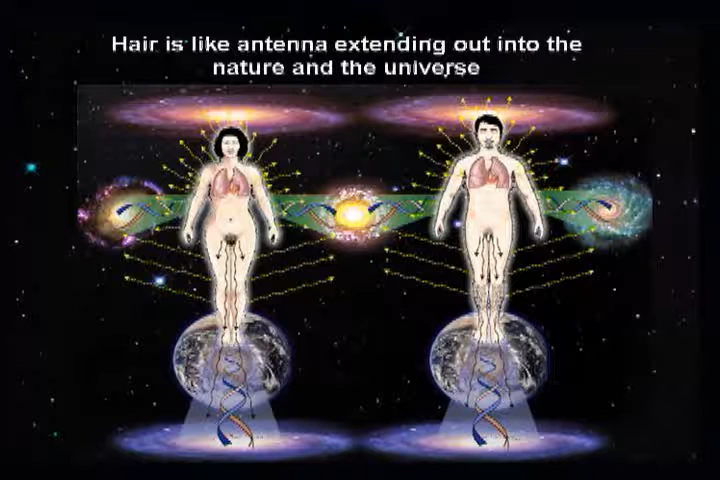 Hair is like antenna extending out into the
nature and the universe